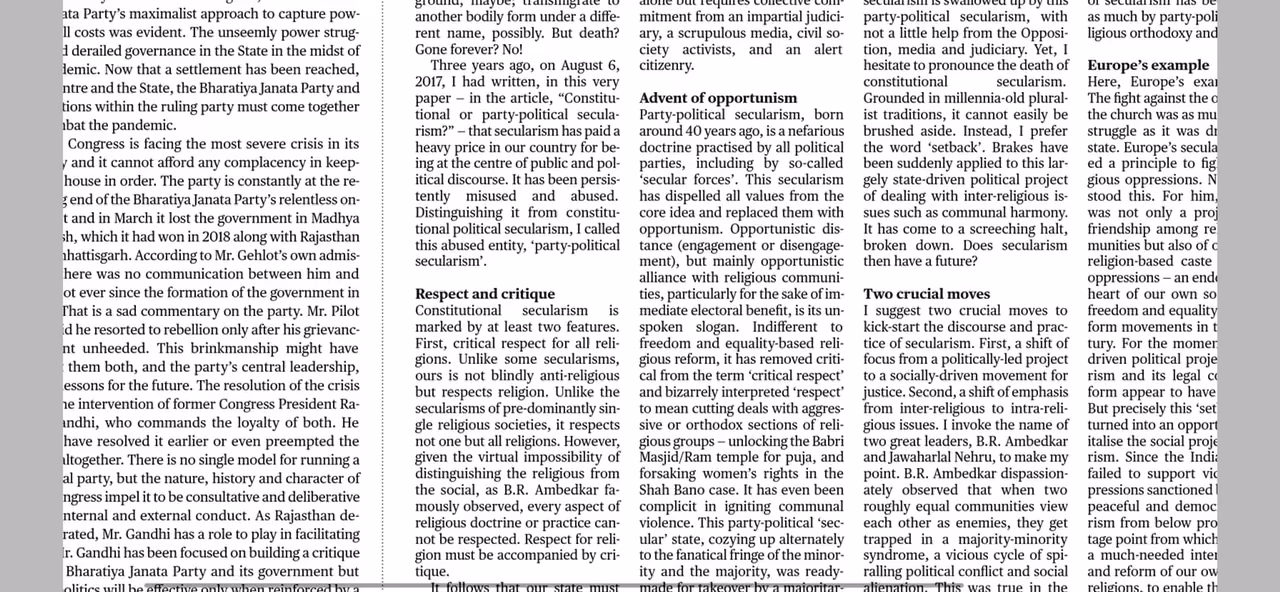 ata Party's maximalist approach to capture pow-
ll costs was evident. The unseemly power strug-
derailed governance in the State in the midst of
demic. Now that a settlement has been reached,
ntre and the State, the Bharatiya Janata Party and
tions within the ruling party must come together
bat the pandemic.
Congress is facing the most severe crisis in its
and it cannot afford any complacency in keep-
house in order. The party is constantly at the re-
end of the Bharatiya Janata Party's relentless on-
t and in March it lost the government in Madhya
sh, which it had won in 2018 along with Rajasthan
hattisgarh. According to Mr. Gehlot's own admis-
here was no communication between him and
ot ever since the formation of the government in
That is a sad commentary on the party. Mr. Pilot
d he resorted to rebellion only after his grievanc-
nt unheeded. This brinkmanship might have
them both, and the party's central leadership,
essons for the future. The resolution of the crisis
he intervention of former Congress President Ra-
andhi, who commands the loyalty of both. He
have resolved it earlier or even preempted the
altogether. There is no single model for running a
al party, but the nature, history and character of
ngress impel it to be consultative and deliberative
nternal and external conduct. As Rajasthan de-
rated, Mr. Gandhi has a role to play in facilitating
r. Gandhi has been focused on building a critique
Bharatiya Janata Party and its government but
olitics will be effective only when reinforced by a
ground, maybe; transmigrate to
another bodily form under a diffe-
rent name, possibly. But death?
Gone forever? No!
Three years ago, on August 6,
2017, I had written, in this very
paper – in the article, “Constitu-
tional or party-political secula-
rism?” – that secularism has paid a
heavy price in our country for be-
ing at the centre of public and pol-
itical discourse. It has been persis-
tently misused and abused.
Distinguishing it from constitu-
tional political secularism, I called
this abused entity, ‘party-political
secularism’.
Respect and critique
Constitutional secularism is
marked by at least two features.
First, critical respect for all reli-
gions. Unlike some secularisms,
ours is not blindly anti-religious
but respects religion. Unlike the
secularisms of pre-dominantly sin-
gle religious societies, it respects
not one but all religions. However,
given the virtual impossibility of
distinguishing the religious from
the social, as B.R. Ambedkar fa-
mously observed, every aspect of
religious doctrine or practice can-
not be respected. Respect for reli-
gion must be accompanied by cri-
tique.
It follows that our state must
alone but requires collective com-
mitment from an impartial judici-
ary, a scrupulous media, civil so-
ciety activists, and an alert
citizenry.
Advent of opportunism
Party-political secularism, born
around 40 years ago, is a nefarious
doctrine practised by all political
parties, including by so-called
‘secular forces’. This secularism
has dispelled all values from the
core idea and replaced them with
opportunism. Opportunistic dis-
tance (engagement or disengage-
ment), but mainly opportunistic
alliance with religious communi-
ties, particularly for the sake of im-
mediate electoral benefit, is its un-
spoken slogan. Indifferent to
freedom and equality-based reli-
gious reform, it has removed criti-
cal from the term ‘critical respect’
and bizarrely interpreted ‘respect’
to mean cutting deals with aggres-
sive or orthodox sections of reli-
gious groups – unlocking the Babri
Masjid/Ram temple for puja, and
forsaking women's rights in the
Shah Bano case. It has even been
complicit in igniting communal
violence. This party-political ‘sec-
ular’ state, cozying up alternately
to the fanatical fringe of the minor-
ity and the majority, was ready-
made for takeover by a majoritar-
secularism is swallowed up by this
party-political secularism, with
not a little help from the Opposi-
tion, media and judiciary. Yet, I
hesitate to pronounce the death of
constitutional secularism.
Grounded in millennia-old plural-
ist traditions, it cannot easily be
brushed aside. Instead, I prefer
the word ‘setback’. Brakes have
been suddenly applied to this lar-
gely state-driven political project
of dealing with inter-religious is-
sues such as communal harmony.
It has come to a screeching halt,
broken down. Does secularism
then have a future?
Two crucial moves
I suggest two crucial moves to
kick-start the discourse and prac-
tice of secularism. First, a shift of
focus from a politically-led project
to a socially-driven movement for
justice. Second, a shift of emphasis
from inter-religious to intra-reli-
gious issues. I invoke the name of
two great leaders, B.R. Ambedkar
and Jawaharlal Nehru, to make my
point. B.R. Ambedkar dispassion-
ately observed that when two
roughly equal communities view
each other as enemies, they get
trapped in a majority-minority
syndrome, a vicious cycle of spi-
ralling political conflict and social
alienation. This was true in the
of secularism has be
as much by party-poli
ligious orthodoxy and
Europe's example
Here, Europe's exa
The fight against the o
the church was as mu
struggle as it was dr
state. Europe's secula
ed a principle to fig
gious oppressions. N
stood this. For him,
was not only a proj
friendship among re
munities but also of c
religion-based caste
oppressions – an ende
heart of our own so
freedom and equality
form movements in t
tury. For the momen
driven political proje
rism and its legal co
form appear to have
But precisely this ‘set
turned into an opport
italise the social proje
rism. Since the India
failed to support vic
pressions sanctioned
peaceful and democ
rism from below pro
tage point from which
a much-needed inter
and reform of our ow
religions, to enable th